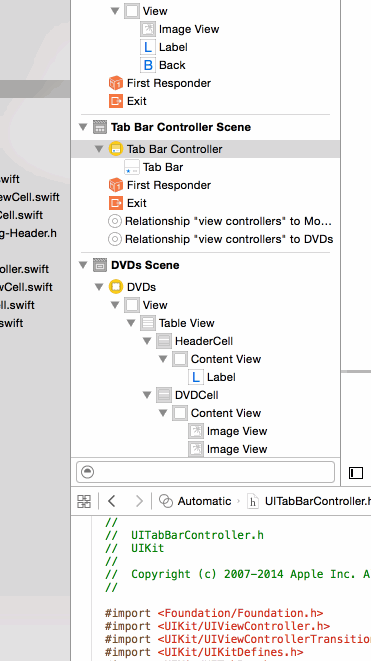 View
Image View
L Label
B Back
First Responder
Exit
Tab Bar Controller Scene
Tab Bar Controller
Tab Bar
First Responder
Exit
Relationship "view controllers" to Mo...
Relationship "view controllers" to DVDs
DVDs Scene
DVDs
View
Table View
HeaderCell
Content View
L Label
DVDCell
Content View
Image View
Image View
wift
ewCell.swift
Cell.swift
g-Header.h
oller.swift
wCell.swift
ll.swift
swift
Automatic h UITabBarController.h
//
// UITabBarController.h
// UIKit
//
// Copyright (c) 2007-2014 Apple Inc. A
//
#import <Foundation/Foundation.h>
#import <UIKit/UIViewController.h>
#import <UIKit/UIViewControllerTransition
#import <UIKit/UIKitDefines.h>